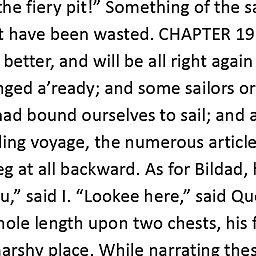 the fiery pit!” Something of the sa
t have been wasted. CHAPTER 19
better, and will be all right again
nged a’ready; and some sailors or
had bound ourselves to sail; and a
ling voyage, the numerous article
eg at all backward. As for Bildad, h
u,” said I. “Lookee here,” said Que
hole length upon two chests, his f
marshy place. While narrating thes